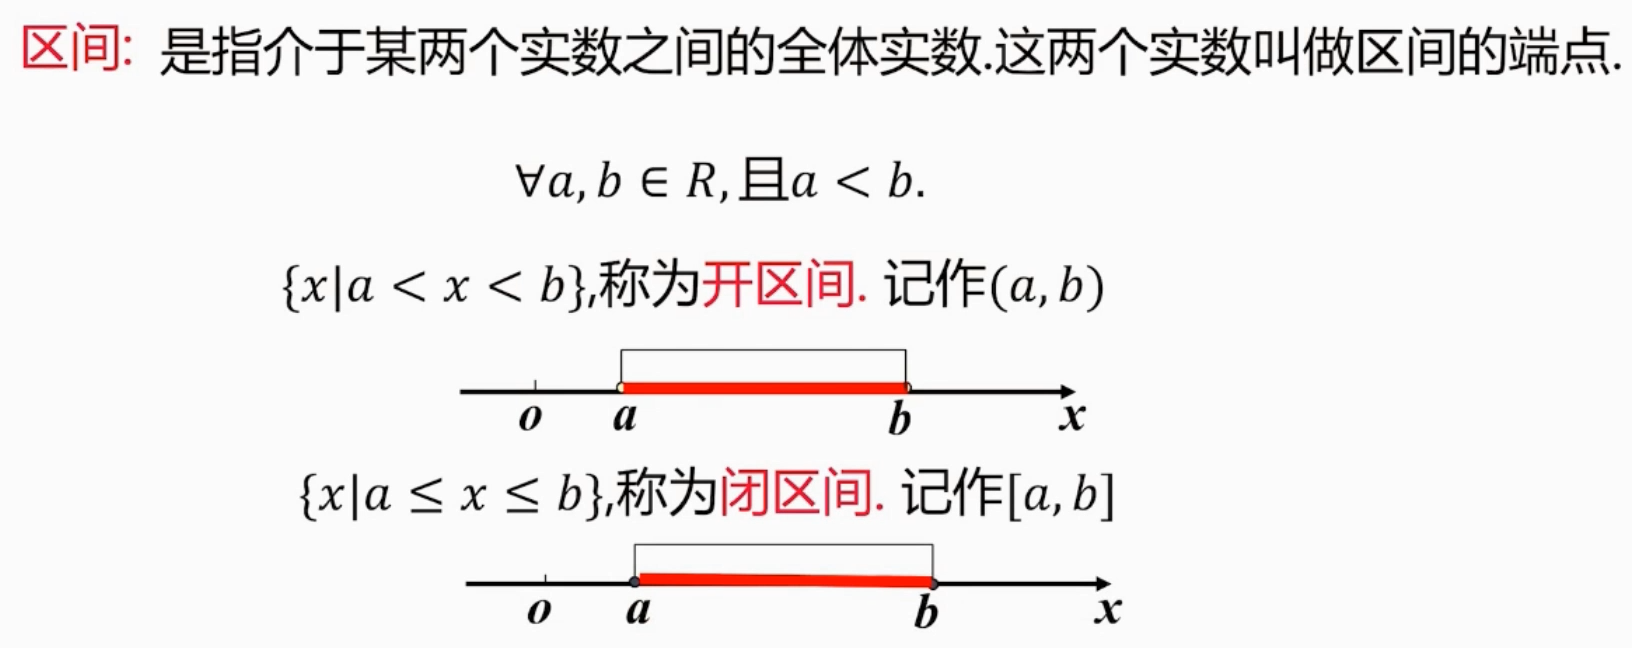 区间: 是指介于某两个实数之间的全体实数.这两个实数叫做区间的端点.
∀a, b ∈ R, 且a < b.
{x|a < x < b},称为开区间. 记作(a, b)
o a b x
{x|a ≤ x ≤ b},称为闭区间. 记作[a, b]
o a b x